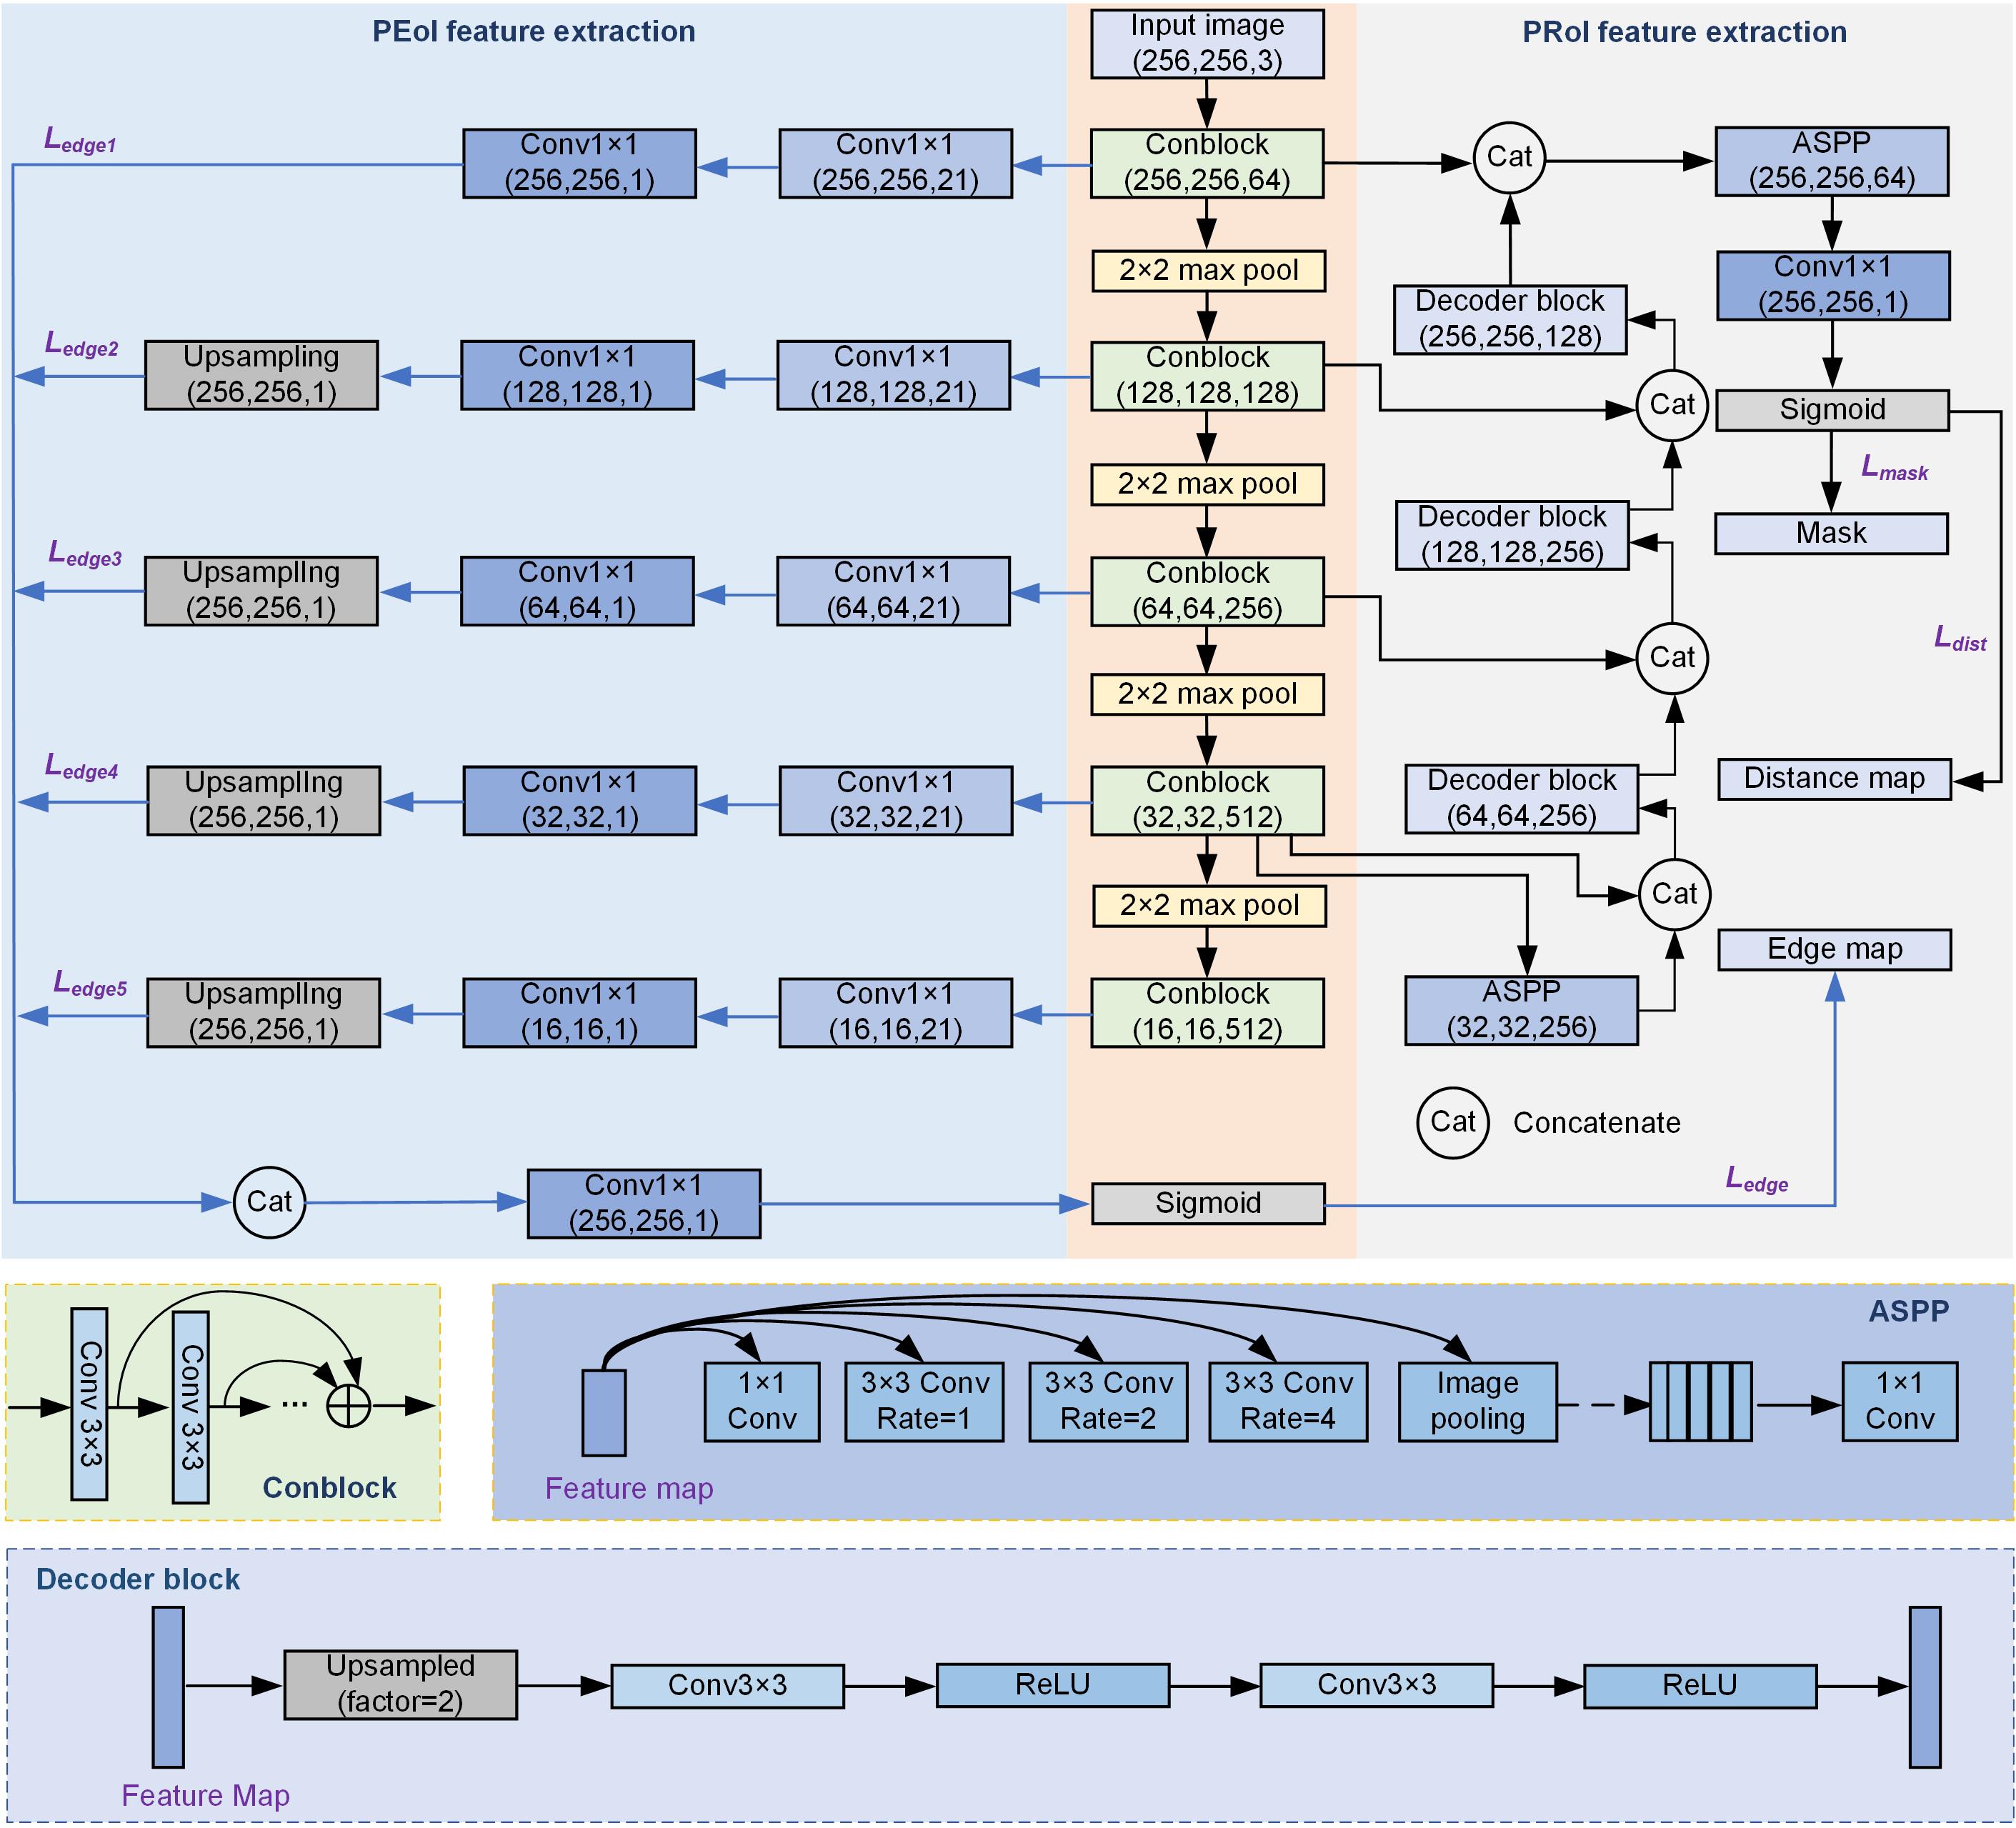 PEoI feature extraction
Input image
(256,256,3)
PRoI feature extraction
Ledge1
Conv1×1
(256,256,1)
Conv1×1
(256,256,21)
Conblock
(256,256,64)
Cat
ASPP
(256,256,64)
2×2 max pool
Decoder block
(256,256,128)
Conv1×1
(256,256,1)
Ledge2
Upsampling
(256,256,1)
Conv1×1
(128,128,1)
Conv1×1
(128,128,21)
Conblock
(128,128,128)
Cat
Sigmoid
Lmask
2×2 max pool
Decoder block
(128,128,256)
Mask
Ledge3
UpsamplIng
(256,256,1)
Conv1×1
(64,64,1)
Conv1×1
(64,64,21)
Conblock
(64,64,256)
Cat
Ldist
2×2 max pool
Ledge4
UpsamplIng
(256,256,1)
Conv1×1
(32,32,1)
Conv1×1
(32,32,21)
Conblock
(32,32,512)
Decoder block
(64,64,256)
Distance map
2×2 max pool
Cat
Edge map
Ledge5
UpsamplIng
(256,256,1)
Conv1×1
(16,16,1)
Conv1×1
(16,16,21)
Conblock
(16,16,512)
ASPP
(32,32,256)
Cat
Concatenate
Cat
Conv1×1
(256,256,1)
Sigmoid
Ledge
Conv 3×3
Conv 3×3
...
Conblock
ASPP
Feature map
1×1
Conv
3×3 Conv
Rate=1
3×3 Conv
Rate=2
3×3 Conv
Rate=4
Image
pooling
1×1
Conv
Decoder block
Feature Map
Upsampled
(factor=2)
Conv3×3
ReLU
Conv3×3
ReLU